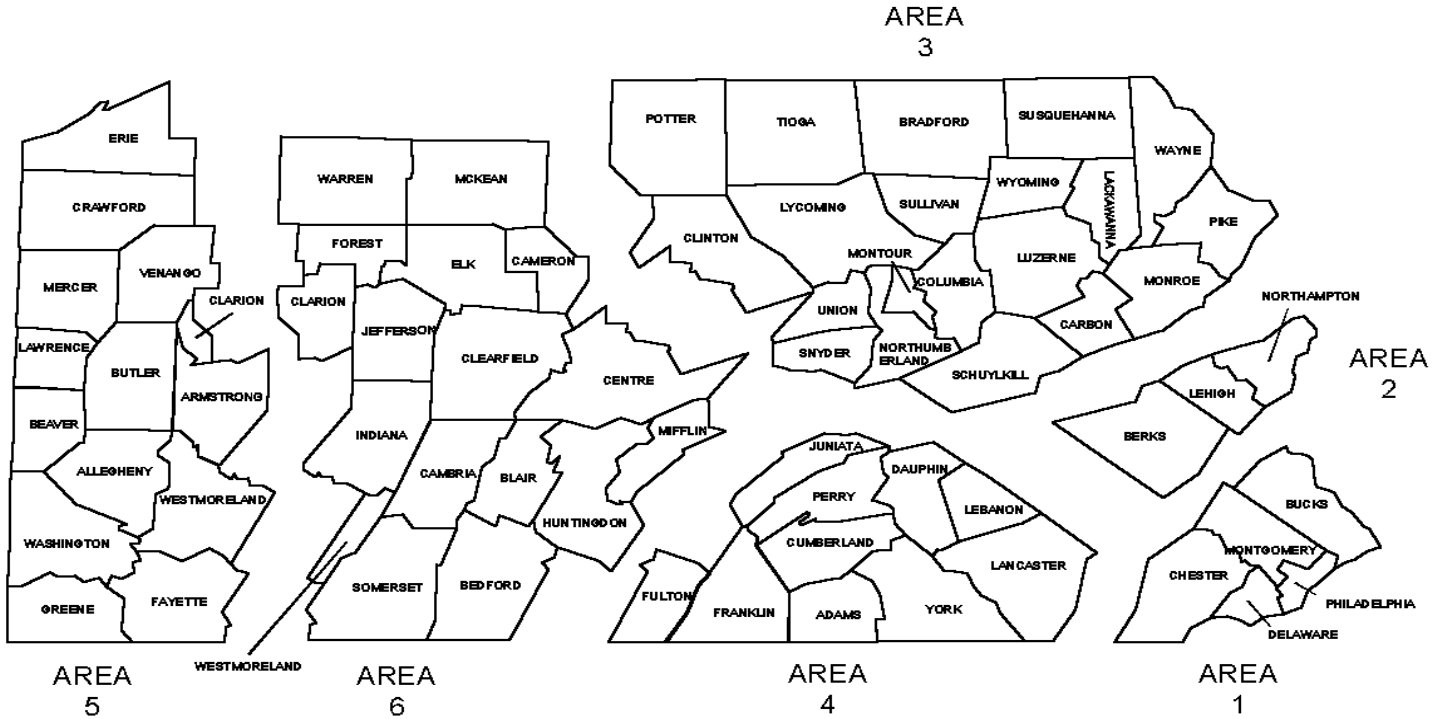 AREA
3
POTTER
TIOGA
BRADFORD
SUSQUEHANNA
WAYNE
WYOMING
LACKAWANNA
PIKE
CLINTON
LYCOMING
SULLIVAN
MONTOUR
COLUMBIA
LUZERNE
MONROE
UNION
SNYDER
NORTHUMB
ERLAND
SCHUYLKILL
CARBON
ERIE
CRAWFORD
MERCER
VENANGO
CLARION
LAWRENCE
BUTLER
ARMSTRONG
BEAVER
ALLEGHENY
WESTMORELAND
WASHINGTON
GREENE
FAYETTE
AREA
5
WARREN
MCKEAN
FOREST
ELK
CAMERON
CLARION
JEFFERSON
CLEARFIELD
CENTRE
INDIANA
CAMBRIA
BLAIR
MIFFLIN
HUNTINGDON
SOMERSET
BEDFORD
WESTMORELAND
AREA
6
JUNIATA
PERRY
DAUPHIN
LEBANON
CUMBERLAND
LANCASTER
FULTON
FRANKLIN
ADAMS
YORK
AREA
4
NORTHAMPTON
LEHIGH
BERKS
AREA
2
BUCKS
MONTGOMERY
CHESTER
PHILADELPHIA
DELAWARE
AREA
1